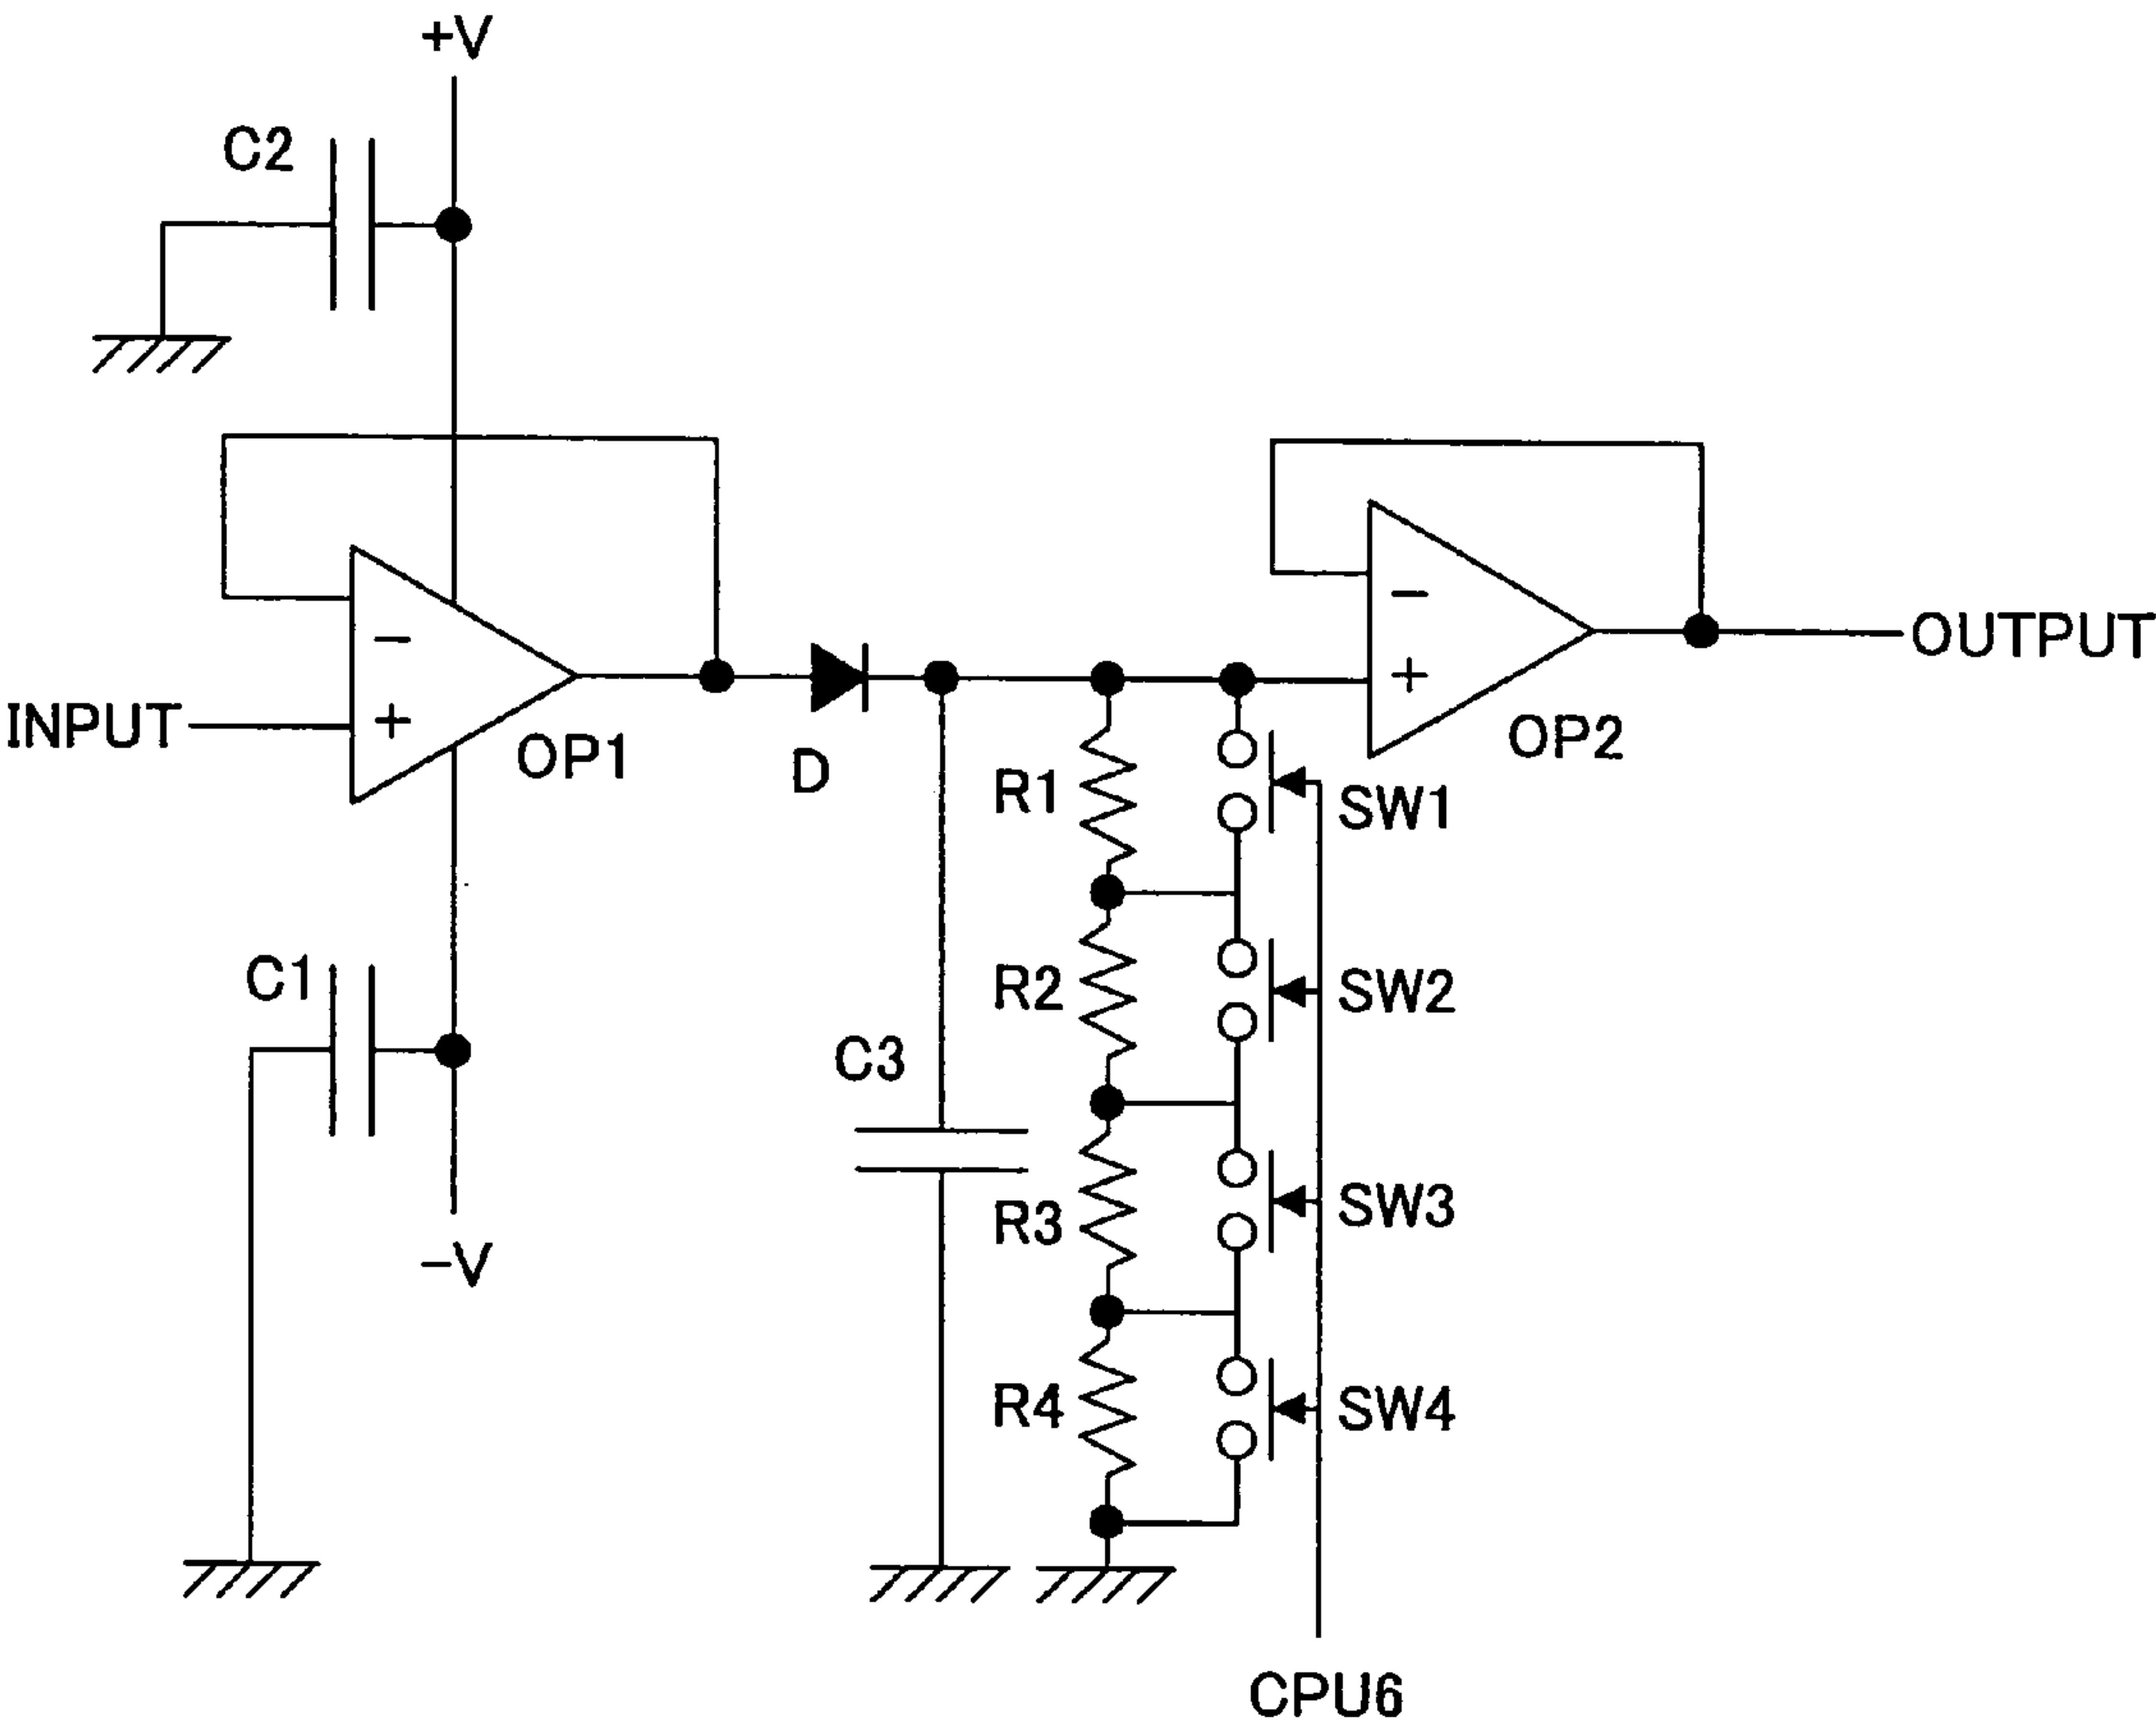 +V
C2
−
+
INPUT
OP1
D
−
+
OP2
OUTPUT
R1
SW1
R2
SW2
C1
C3
−V
R3
SW3
R4
SW4
CPU6